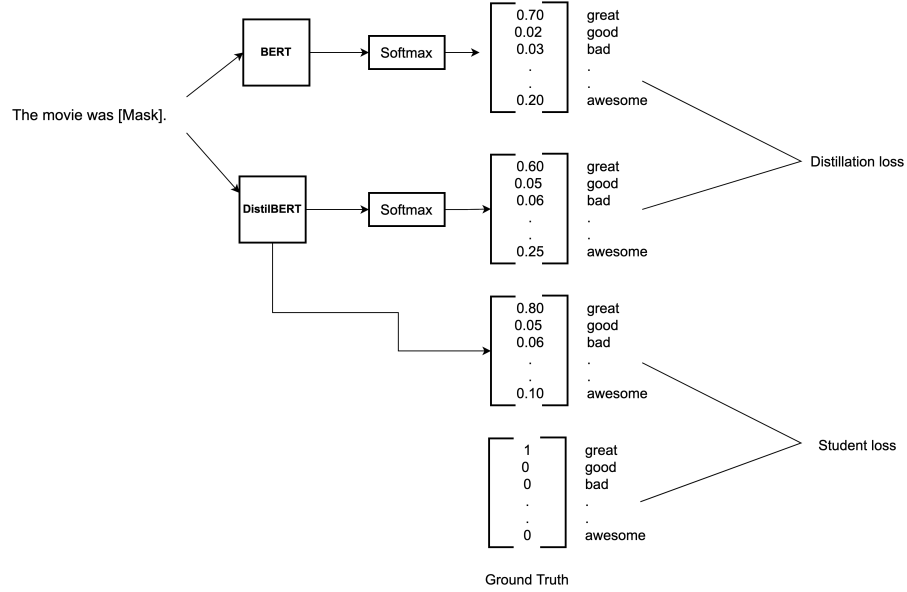 The movie was [Mask].
BERT
Softmax
0.70 great
0.02 good
0.03 bad
. .
. .
0.20 awesome
DistilBERT
Softmax
0.60 great
0.05 good
0.06 bad
. .
. .
0.25 awesome
Distillation loss
0.80 great
0.05 good
0.06 bad
. .
. .
0.10 awesome
1 great
0 good
0 bad
. .
. .
0 awesome
Student loss
Ground Truth